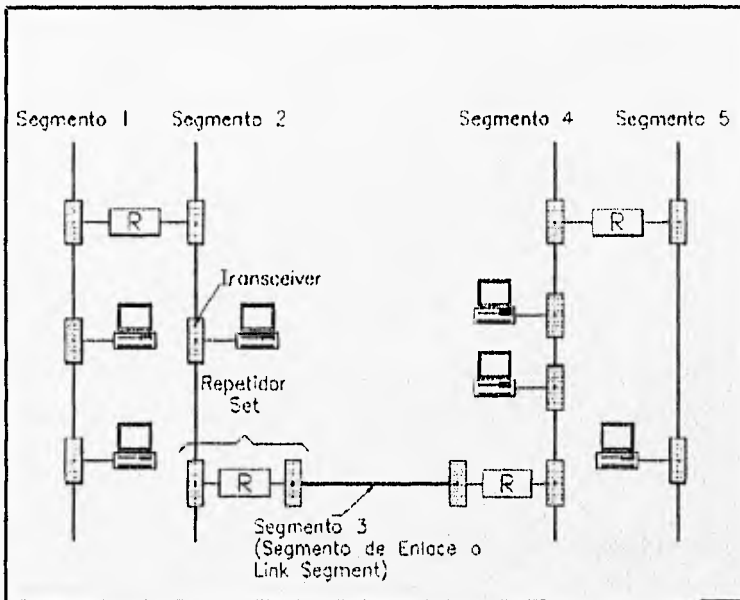 Segmento 1
Segmento 2
Segmento 4
Segmento 5
R
R
Transceiver
Repetidor
Set
R
R
Segmento 3
(Segmento de Enlace o
Link Segment)